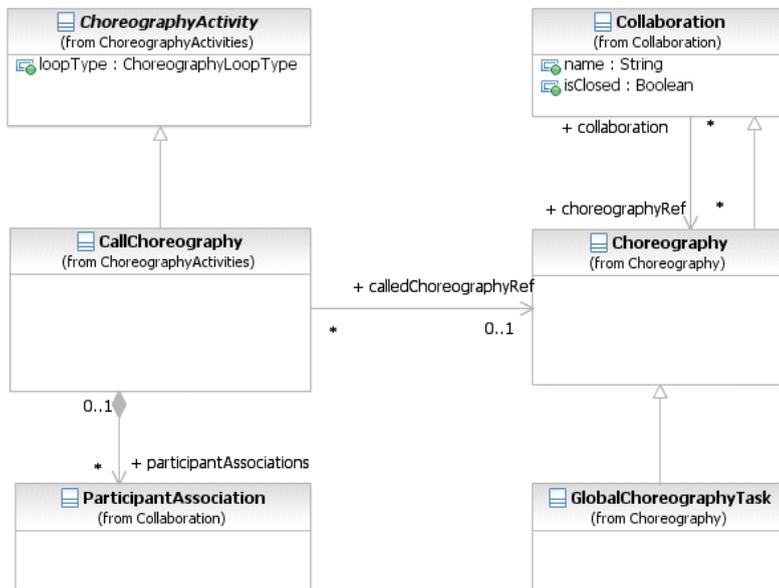 ChoreographyActivity
(from ChoreographyActivities)
loopType : ChoreographyLoopType
Collaboration
(from Collaboration)
name : String
isClosed : Boolean
+ collaboration
*
+ choreographyRef
*
CallChoreography
(from ChoreographyActivities)
Choreography
(from Choreography)
+ calledChoreographyRef
*
0..1
0..1
*
+ participantAssociations
ParticipantAssociation
(from Collaboration)
GlobalChoreographyTask
(from Choreography)